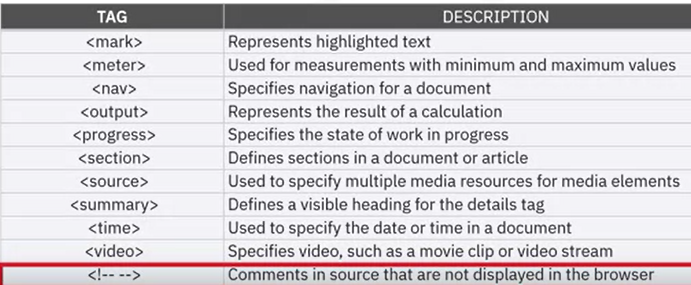 TAG DESCRIPTION
<mark> Represents highlighted text
<meter> Used for measurements with minimum and maximum values
<nav> Specifies navigation for a document
<output> Represents the result of a calculation
<progress> Specifies the state of work in progress
<section> Defines sections in a document or article
<source> Used to specify multiple media resources for media elements
<summary> Defines a visible heading for the details tag
<time> Used to specify the date or time in a document
<video> Specifies video, such as a movie clip or video stream
<!-- --> Comments in source that are not displayed in the browser